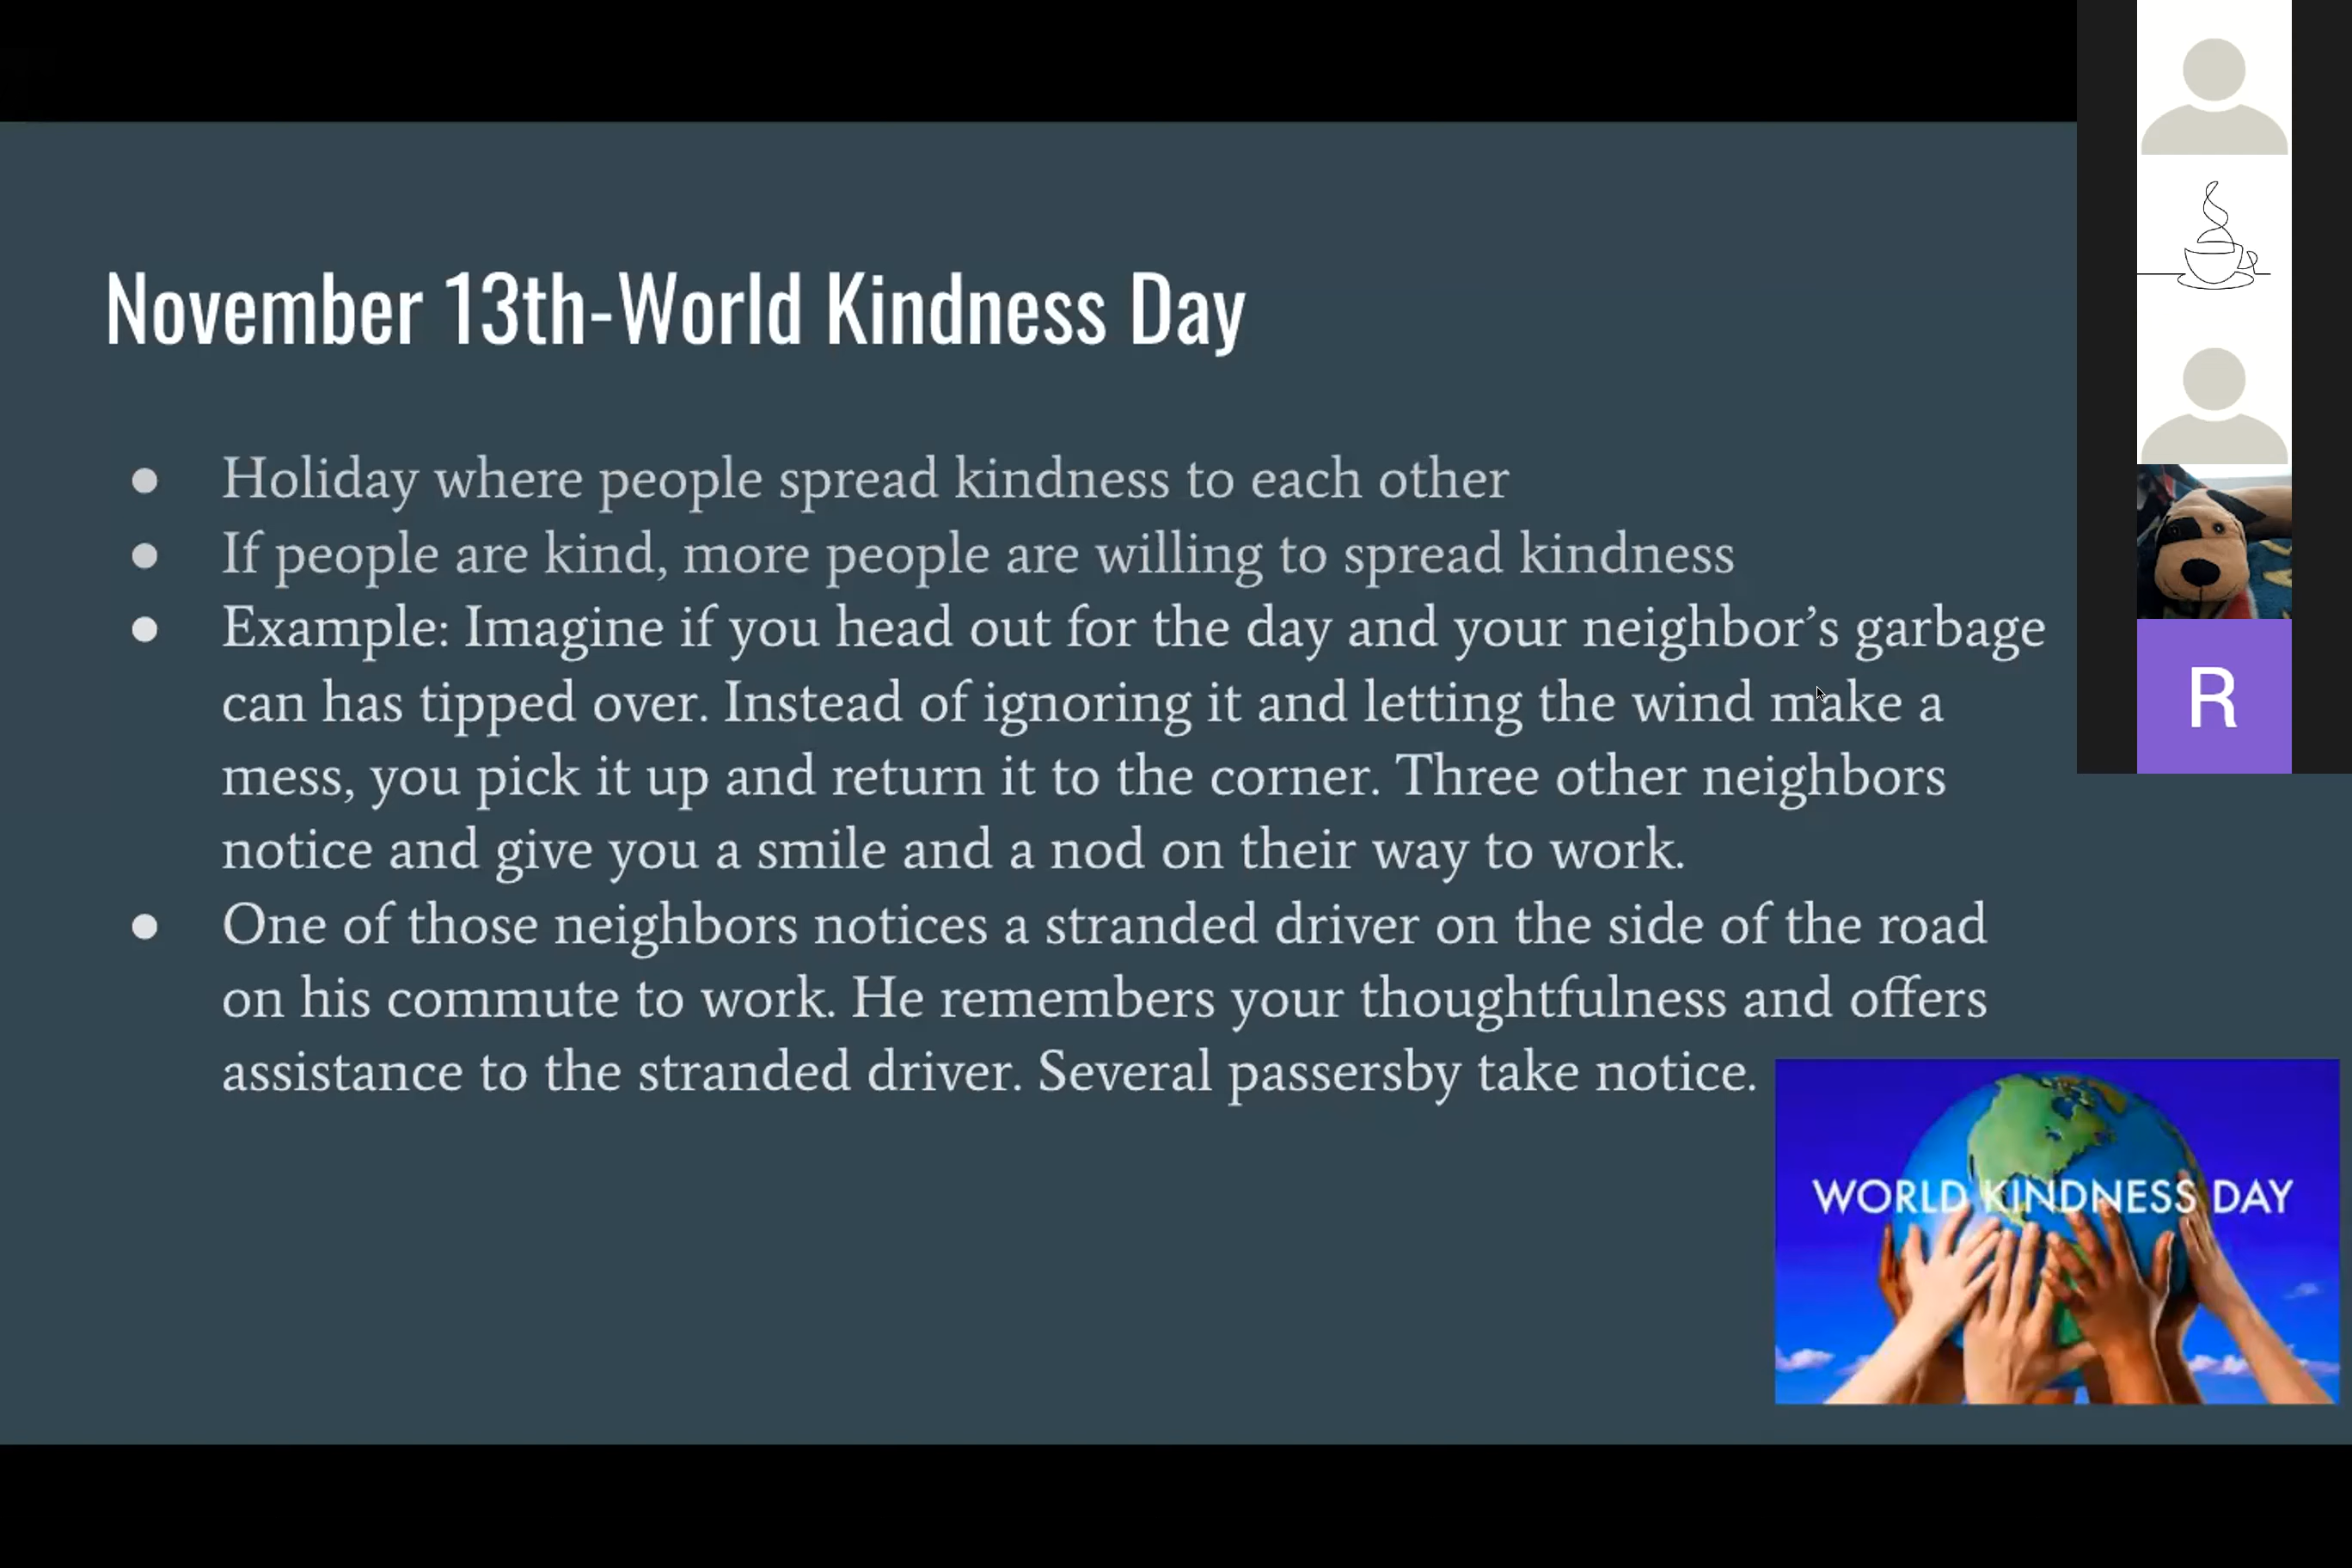 November 13th-World Kindness Day
● Holiday where people spread kindness to each other
● If people are kind, more people are willing to spread kindness
● Example: Imagine if you head out for the day and your neighbor’s garbage
can has tipped over. Instead of ignoring it and letting the wind make a
mess, you pick it up and return it to the corner. Three other neighbors
notice and give you a smile and a nod on their way to work.
● One of those neighbors notices a stranded driver on the side of the road
on his commute to work. He remembers your thoughtfulness and offers
assistance to the stranded driver. Several passersby take notice.
WORLD KINDNESS DAY
R